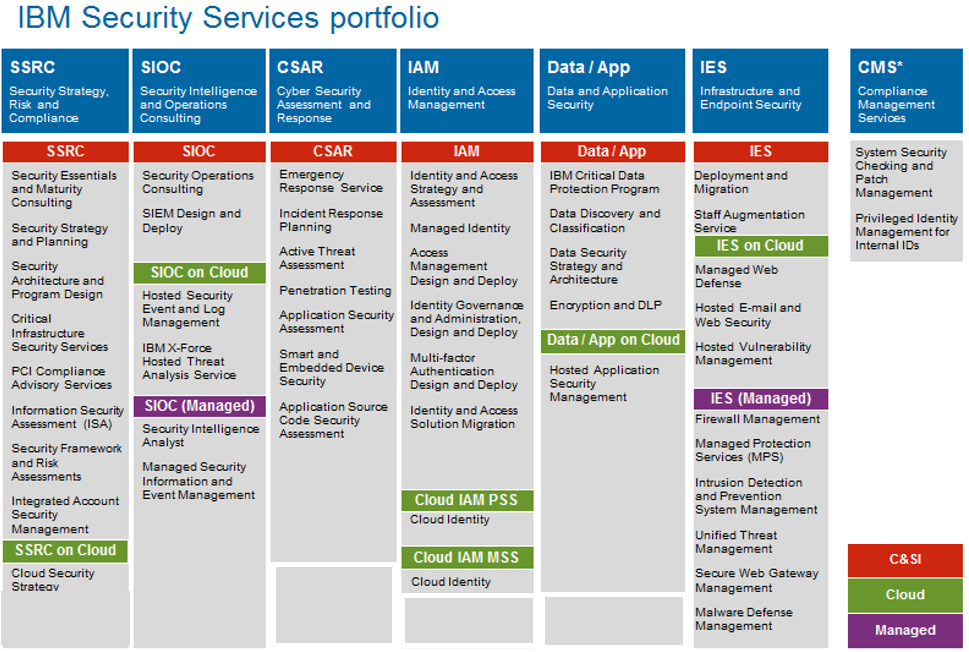 IBM Security Services portfolio
SSRC
Security Strategy,
Risk and
Compliance
SSRC
Security Essentials
and Maturity
Consulting
Security Strategy
and Planning
Security
Architecture and
Program Design
Critical
Infrastructure
Security Services
PCI Compliance
Advisory Services
Information Security
Assessment (ISA)
Security Framework
and Risk
Assessments
Integrated Account
Security
Management
SSRC on Cloud
Cloud Security
Strategy
SIOC
Security Intelligence
and Operations
Consulting
SIOC
Security Operations
Consulting
SIEM Design and
Deploy
SIOC on Cloud
Hosted Security
Event and Log
Management
IBM X-Force
Hosted Threat
Analysis Service
SIOC (Managed)
Security Intelligence
Analyst
Managed Security
Information and
Event Management
CSAR
Cyber Security
Assessment and
Response
CSAR
Emergency
Response Service
Incident Response
Planning
Active Threat
Assessment
Penetration Testing
Application Security
Assessment
Smart and
Embedded Device
Security
Application Source
Code Security
Assessment
IAM
Identity and Access
Management
IAM
Identity and Access
Strategy and
Assessment
Managed Identity
Access
Management
Design and Deploy
Identity Governance
and Administration,
Design and Deploy
Multi-factor
Authentication
Design and Deploy
Identity and Access
Solution Migration
Cloud IAM PSS
Cloud Identity
Cloud IAM MSS
Cloud Identity
Data / App
Data and Application
Security
Data / App
IBM Critical Data
Protection Program
Data Discovery and
Classification
Data Security
Strategy and
Architecture
Encryption and DLP
Data / App on Cloud
Hosted Application
Security
Management
IES
Infrastructure and
Endpoint Security
IES
Deployment and
Migration
Staff Augmentation
Service
IES on Cloud
Managed Web
Defense
Hosted E-mail and
Web Security
Hosted Vulnerability
Management
IES (Managed)
Firewall Management
Managed Protection
Services (MPS)
Intrusion Detection
and Prevention
System Management
Unified Threat
Management
Secure Web Gateway
Management
Malware Defense
Management
CMS*
Compliance
Management
Services
System Security
Checking and
Patch
Management
Privileged Identity
Management for
Internal IDs
C&SI
Cloud
Managed